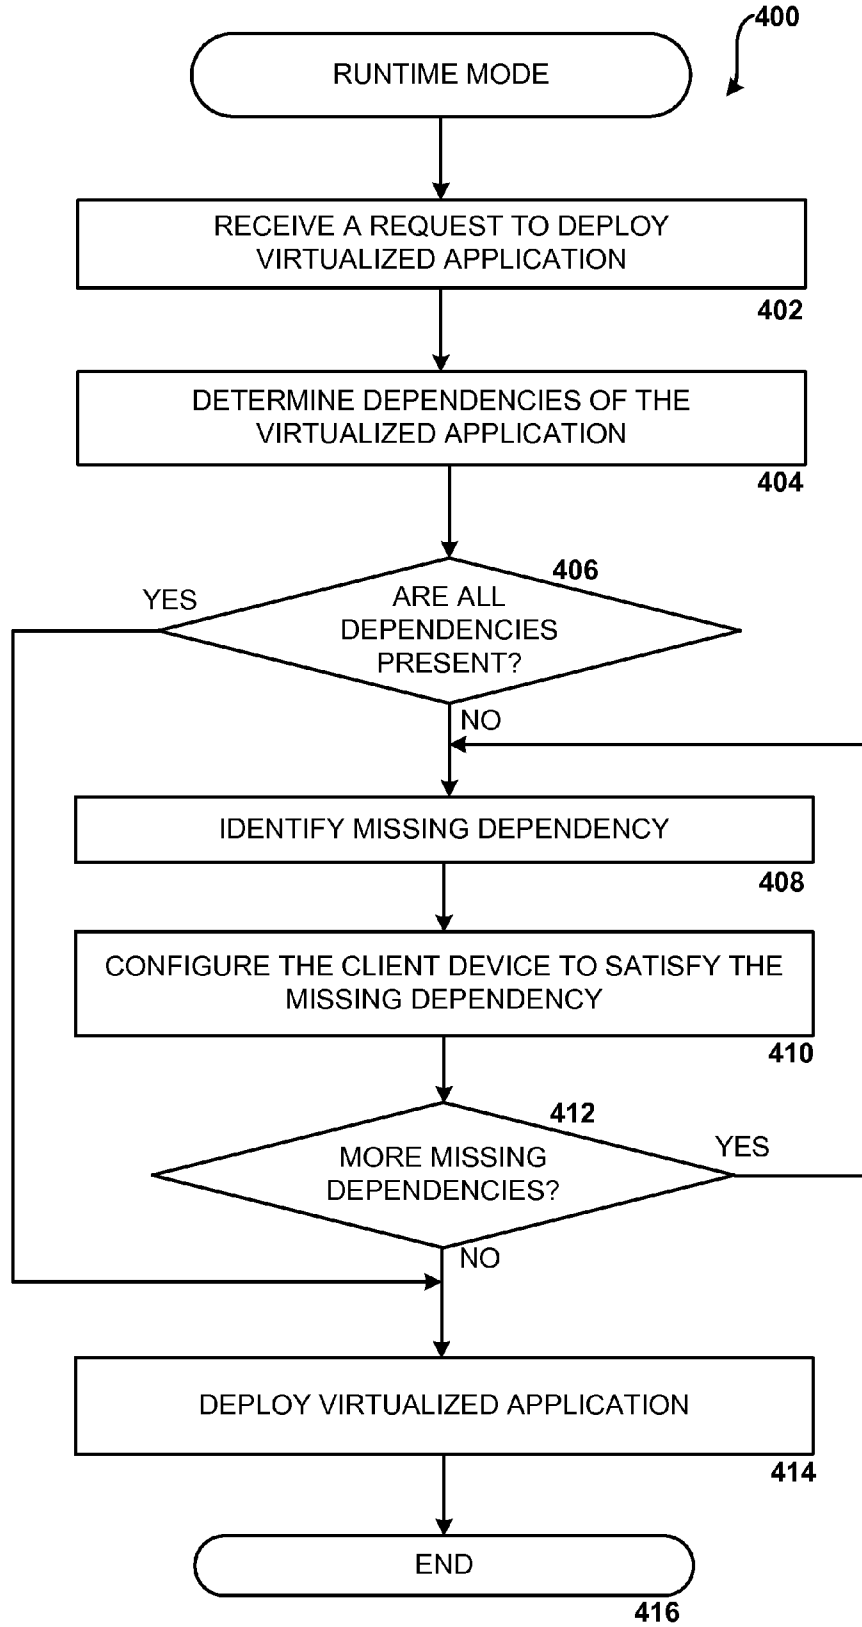 400
RUNTIME MODE
RECEIVE A REQUEST TO DEPLOY
VIRTUALIZED APPLICATION
402
DETERMINE DEPENDENCIES OF THE
VIRTUALIZED APPLICATION
404
406
YES
ARE ALL
DEPENDENCIES
PRESENT?
NO
IDENTIFY MISSING DEPENDENCY
408
CONFIGURE THE CLIENT DEVICE TO SATISFY THE
MISSING DEPENDENCY
410
412
YES
MORE MISSING
DEPENDENCIES?
NO
DEPLOY VIRTUALIZED APPLICATION
414
END
416